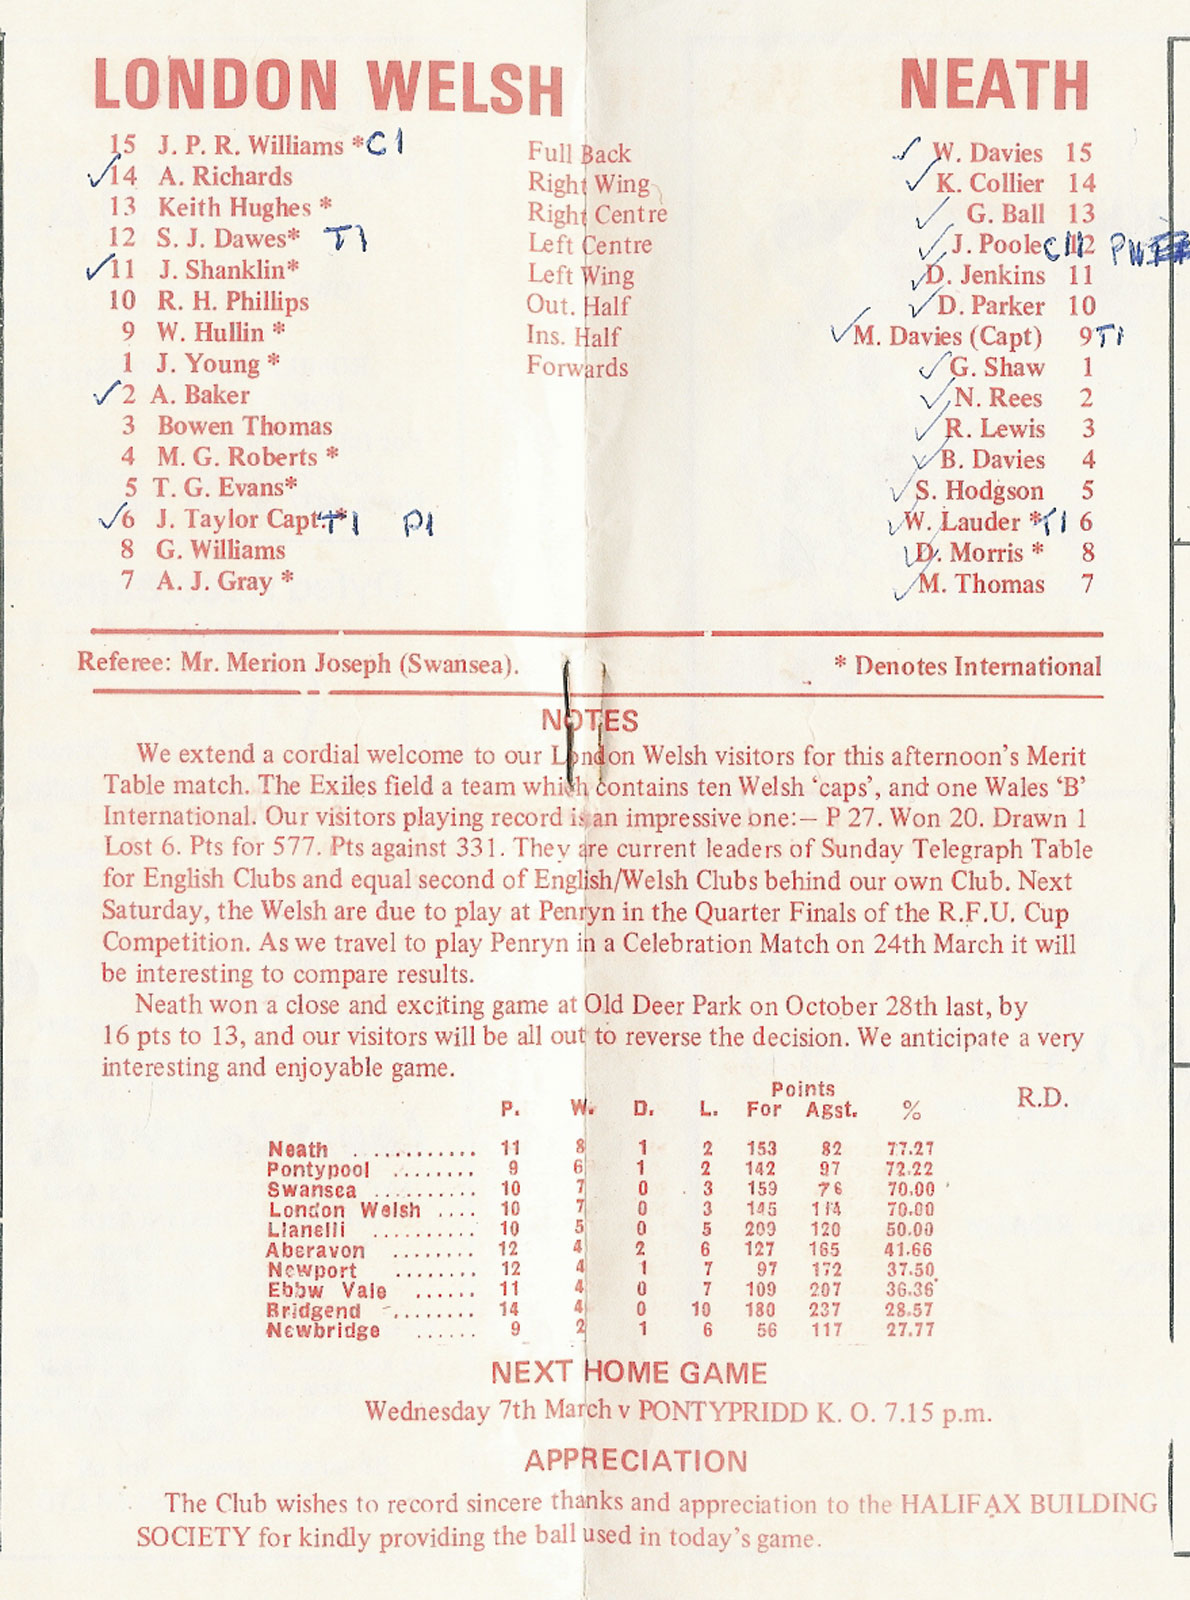 LONDON WELSH NEATH
15 J. P. R. Williams * C1 Full Back W. Davies 15
14 A. Richards Right Wing K. Collier 14
13 Keith Hughes * Right Centre G. Ball 13
12 S. J. Dawes* T1 Left Centre J. Poole C11 12
11 J. Shanklin* Left Wing D. Jenkins 11
10 R. H. Phillips Out. Half D. Parker 10
9 W. Hullin * Ins. Half M. Davies (Capt) 9 T1
1 J. Young * Forwards G. Shaw 1
2 A. Baker N. Rees 2
3 Bowen Thomas R. Lewis 3
4 M. G. Roberts * B. Davies 4
5 T. G. Evans* S. Hodgson 5
6 J. Taylor Capt.* T1 P1 W. Lauder * T1 6
8 G. Williams D. Morris * 8
7 A. J. Gray * M. Thomas 7
Referee: Mr. Merion Joseph (Swansea). * Denotes International
NOTES
We extend a cordial welcome to our London Welsh visitors for this afternoon's Merit
Table match. The Exiles field a team which contains ten Welsh 'caps', and one Wales 'B'
International. Our visitors playing record is an impressive one:— P 27. Won 20. Drawn 1
Lost 6. Pts for 577. Pts against 331. They are current leaders of Sunday Telegraph Table
for English Clubs and equal second of English/Welsh Clubs behind our own Club. Next
Saturday, the Welsh are due to play at Penryn in the Quarter Finals of the R.F.U. Cup
Competition. As we travel to play Penryn in a Celebration Match on 24th March it will
be interesting to compare results.
Neath won a close and exciting game at Old Deer Park on October 28th last, by
16 pts to 13, and our visitors will be all out to reverse the decision. We anticipate a very
interesting and enjoyable game.
R.D.
Points
P. W. D. L. For Agst. %
Neath ............ 11 8 1 2 153 82 77.27
Pontypool ........ 9 6 1 2 142 97 72.22
Swansea .......... 10 7 0 3 159 76 70.00
London Welsh .... 10 7 0 3 145 114 70.00
Llanelli .......... 10 5 0 5 209 120 50.00
Aberavon ........ 12 4 2 6 127 165 41.66
Newport ........ 12 4 1 7 97 172 37.50
Ebbw Vale ...... 11 4 0 7 109 207 36.36
Bridgend ........ 14 4 0 10 180 237 28.57
Newbridge ...... 9 2 1 6 56 117 27.77
NEXT HOME GAME
Wednesday 7th March v PONTYPRIDD K. O. 7.15 p.m.
APPRECIATION
The Club wishes to record sincere thanks and appreciation to the HALIFAX BUILDING
SOCIETY for kindly providing the ball used in today's game.